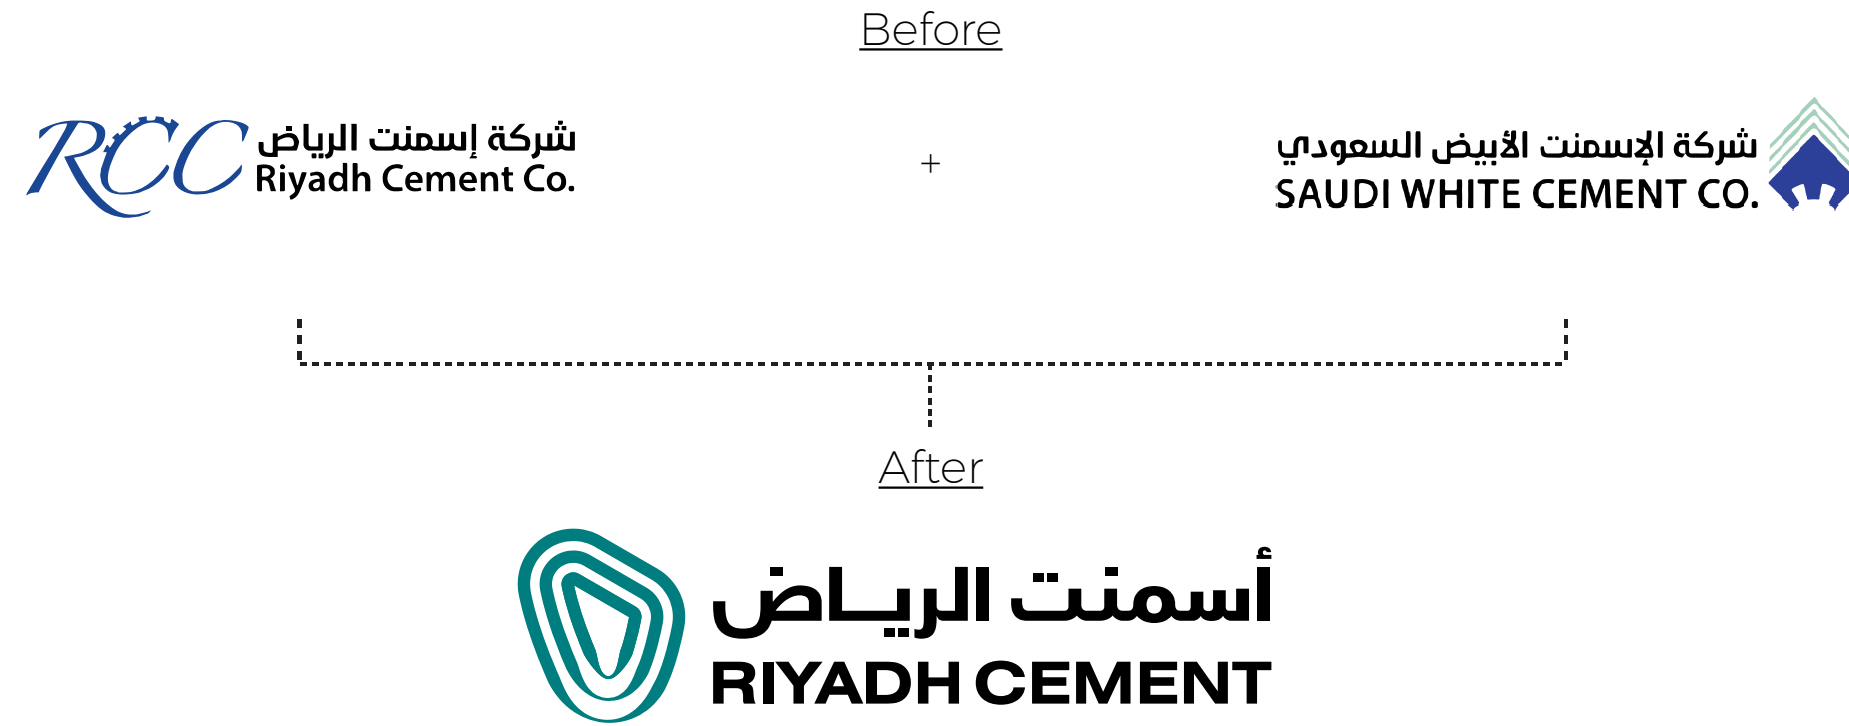 Before
RCC
شركة إسمنت الرياض
Riyadh Cement Co.
+
شركة الإسمنت الأبيض السعودي
SAUDI WHITE CEMENT CO.
After
أسمنت الريـاض
RIYADH CEMENT